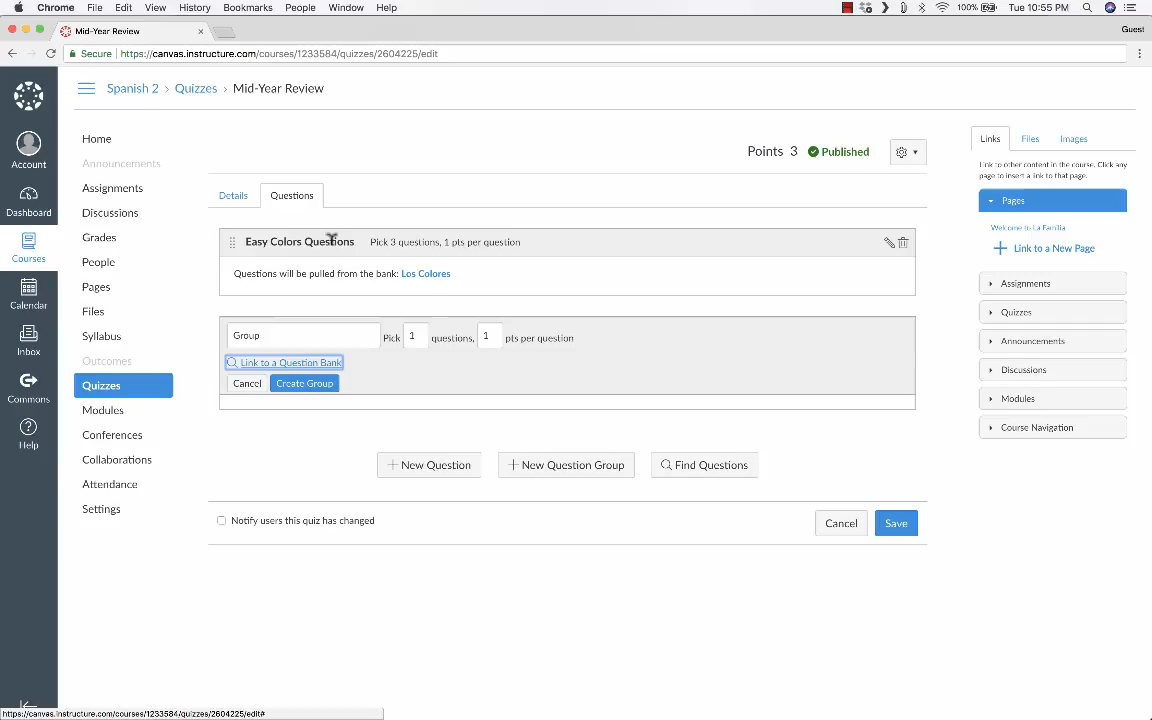 Chrome File Edit View History Bookmarks People Window Help 100% Tue 10:55 PM
Mid-Year Review Guest
Secure https://canvas.instructure.com/courses/1233584/quizzes/2604225/edit
Spanish 2 > Quizzes > Mid-Year Review
Account
Dashboard
Courses
Calendar
Inbox
Commons
Help
Home
Announcements
Assignments
Discussions
Grades
People
Pages
Files
Syllabus
Outcomes
Quizzes
Modules
Conferences
Collaborations
Attendance
Settings
Points 3 Published
Details Questions
Easy Colors Questions Pick 3 questions, 1 pts per question
Questions will be pulled from the bank: Los Colores
Group Pick 1 questions, 1 pts per question
Link to a Question Bank
Cancel Create Group
New Question New Question Group Find Questions
Notify users this quiz has changed Cancel Save
Links Files Images
Link to other content in the course. Click any
page to insert a link to that page.
Pages
Welcome to La Familia
Link to a New Page
Assignments
Quizzes
Announcements
Discussions
Modules
Course Navigation
https://canvas.instructure.com/courses/1233584/quizzes/2604225/edit#